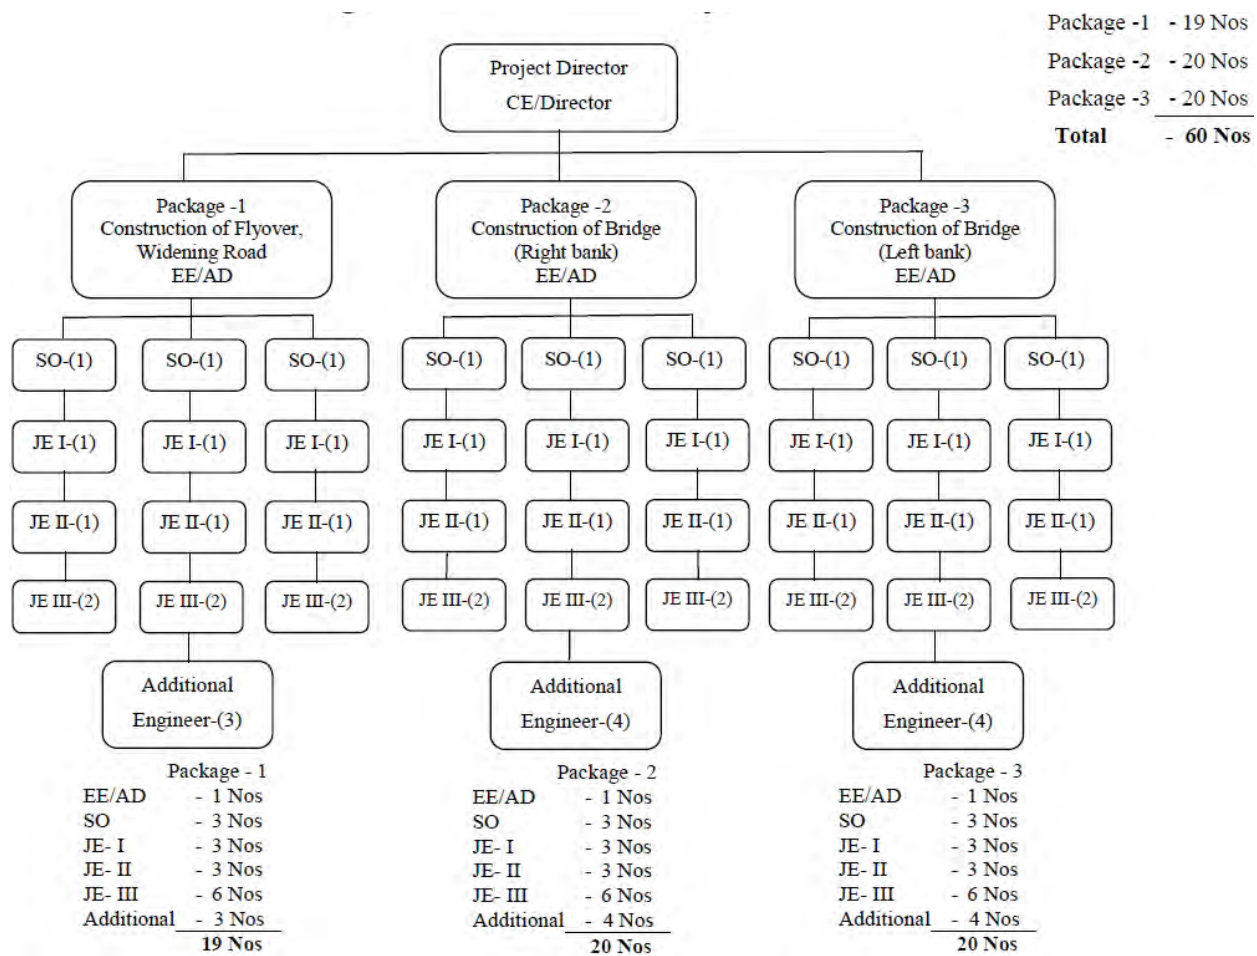 Package -1 - 19 Nos
Package -2 - 20 Nos
Package -3 - 20 Nos
Total - 60 Nos
Project Director
CE/Director
Package -1
Construction of Flyover,
Widening Road
EE/AD
Package -2
Construction of Bridge
(Right bank)
EE/AD
Package -3
Construction of Bridge
(Left bank)
EE/AD
SO-(1) SO-(1) SO-(1) SO-(1) SO-(1) SO-(1) SO-(1) SO-(1) SO-(1)
JE I-(1) JE I-(1) JE I-(1) JE I-(1) JE I-(1) JE I-(1) JE I-(1) JE I-(1) JE I-(1)
JE II-(1) JE II-(1) JE II-(1) JE II-(1) JE II-(1) JE II-(1) JE II-(1) JE II-(1) JE II-(1)
JE III-(2) JE III-(2) JE III-(2) JE III-(2) JE III-(2) JE III-(2) JE III-(2) JE III-(2) JE III-(2)
Additional
Engineer-(3)
Additional
Engineer-(4)
Additional
Engineer-(4)
Package - 1
EE/AD - 1 Nos
SO - 3 Nos
JE- I - 3 Nos
JE- II - 3 Nos
JE- III - 6 Nos
Additional - 3 Nos
19 Nos
Package - 2
EE/AD - 1 Nos
SO - 3 Nos
JE- I - 3 Nos
JE- II - 3 Nos
JE- III - 6 Nos
Additional - 4 Nos
20 Nos
Package - 3
EE/AD - 1 Nos
SO - 3 Nos
JE- I - 3 Nos
JE- II - 3 Nos
JE- III - 6 Nos
Additional - 4 Nos
20 Nos